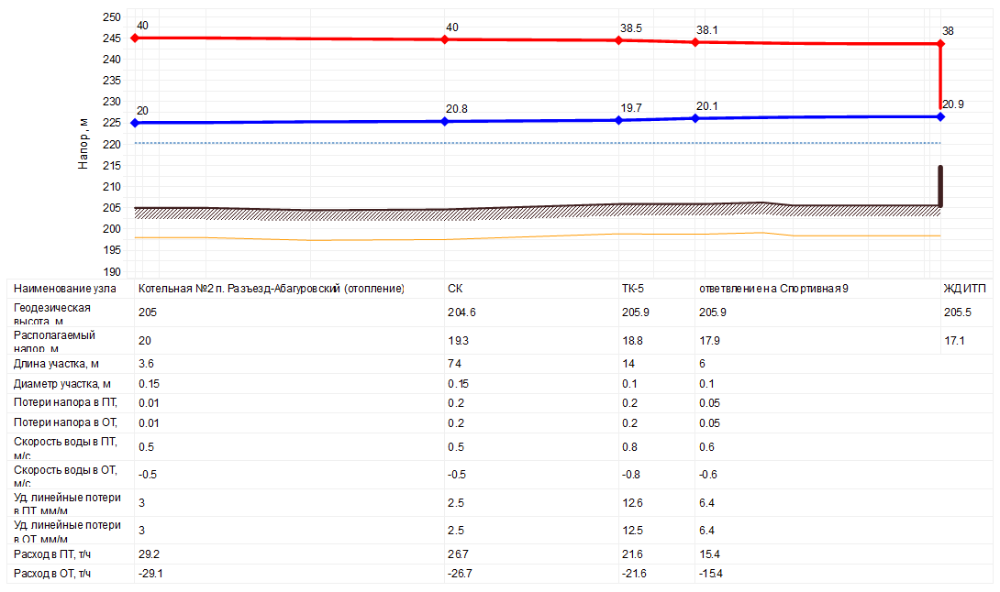 250
245
240
235
230
225
220
215
210
205
200
195
190
Напор, м
40 40 38.5 38.1 38
20 20.8 19.7 20.1 20.9
Наименование узла Котельная №2 п. Разъезд-Абагуровский (отопление) СК ТК-5 ответвление на Спортивная 9 ЖД ИТП
Геодезическая
высота, м 205 204.6 205.9 205.9 205.5
Располагаемый
напор, м 20 19.3 18.8 17.9 17.1
Длина участка, м 3.6 74 14 6
Диаметр участка, м 0.15 0.15 0.1 0.1
Потери напора в ПТ, 0.01 0.2 0.2 0.05
Потери напора в ОТ, 0.01 0.2 0.2 0.05
Скорость воды в ПТ,
м/с 0.5 0.5 0.8 0.6
Скорость воды в ОТ,
м/с -0.5 -0.5 -0.8 -0.6
Уд. линейные потери
в ПТ, мм/м 3 2.5 12.6 6.4
Уд. линейные потери
в ОТ, мм/м 3 2.5 12.5 6.4
Расход в ПТ, т/ч 29.2 26.7 21.6 15.4
Расход в ОТ, т/ч -29.1 -26.7 -21.6 -15.4